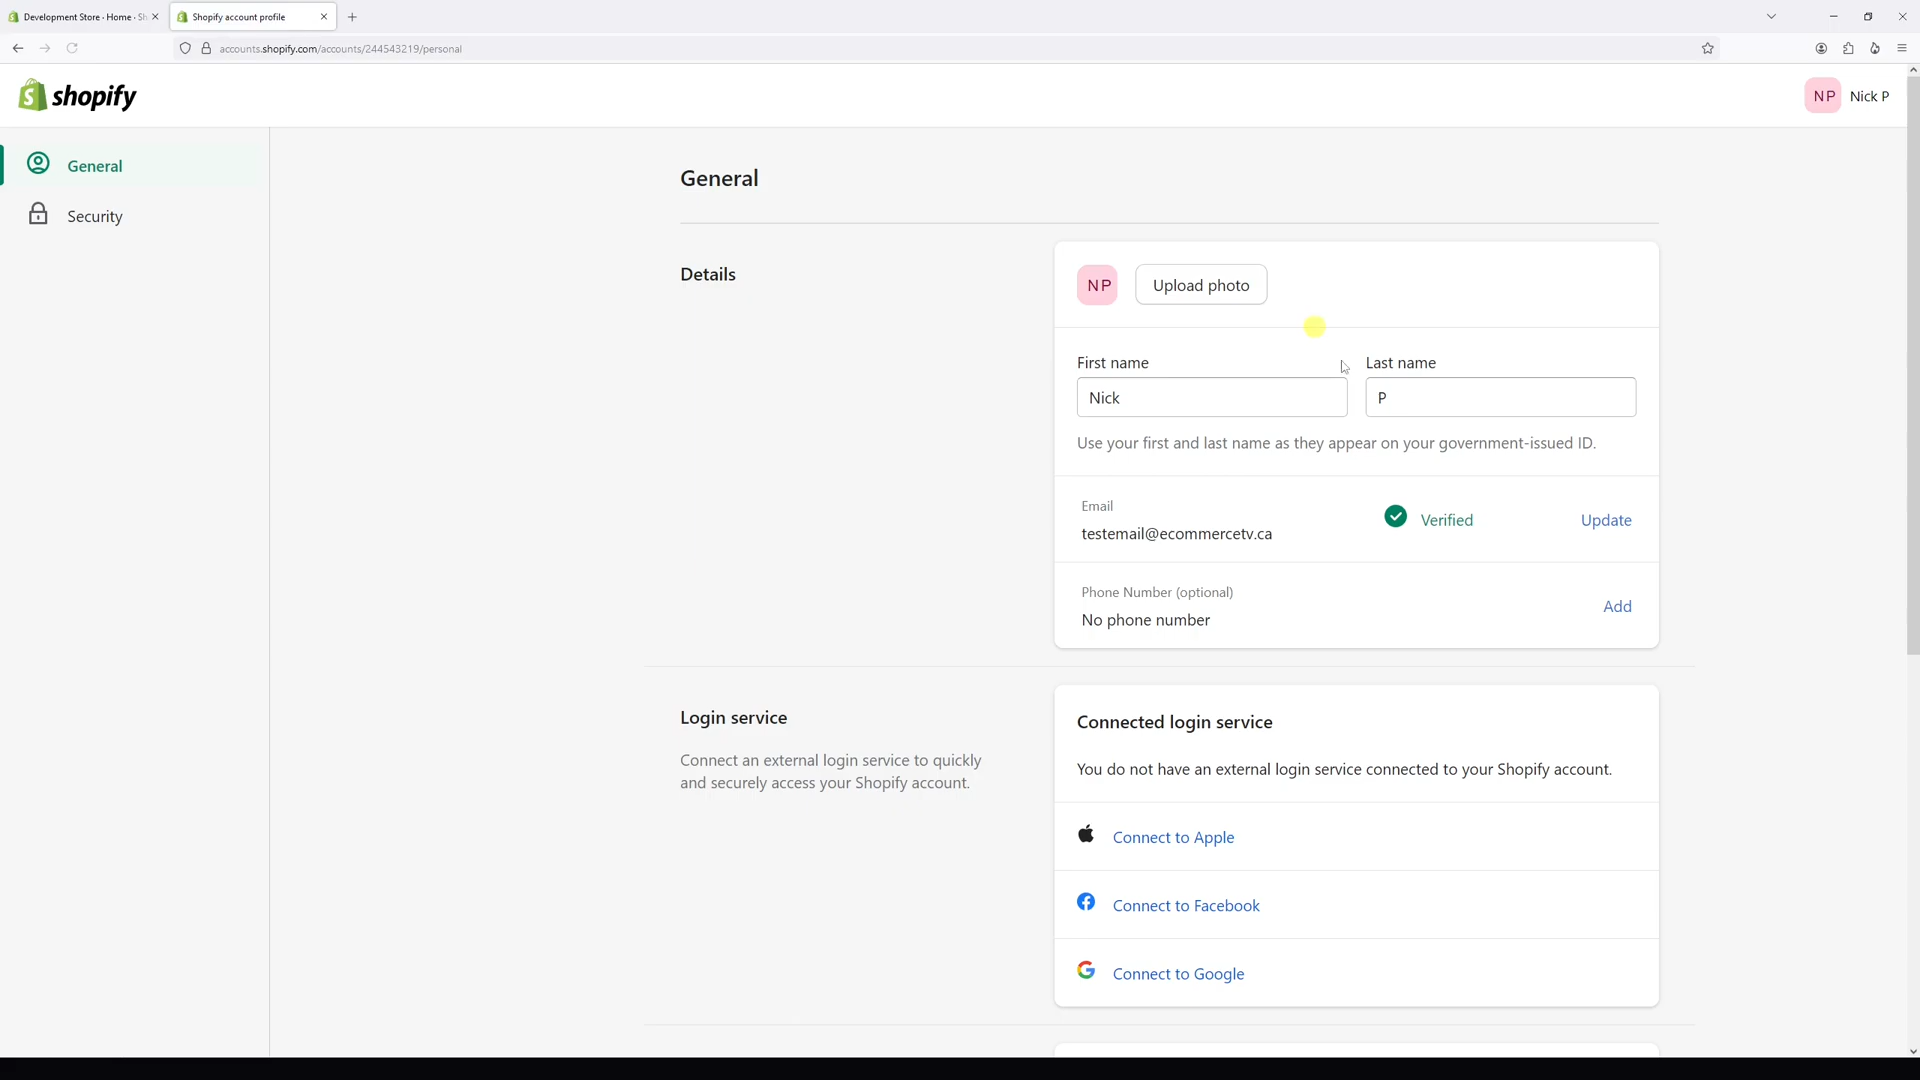 Development Store · Home · Sh
Shopify account profile
accounts.shopify.com/accounts/244543219/personal
shopify
NP
Nick P
General
Security
General
Details
NP
Upload photo
First name
Last name
Nick
P
Use your first and last name as they appear on your government-issued ID.
Email
testemail@ecommercetv.ca
Verified
Update
Phone Number (optional)
No phone number
Add
Login service
Connect an external login service to quickly
and securely access your Shopify account.
Connected login service
You do not have an external login service connected to your Shopify account.
Connect to Apple
Connect to Facebook
Connect to Google